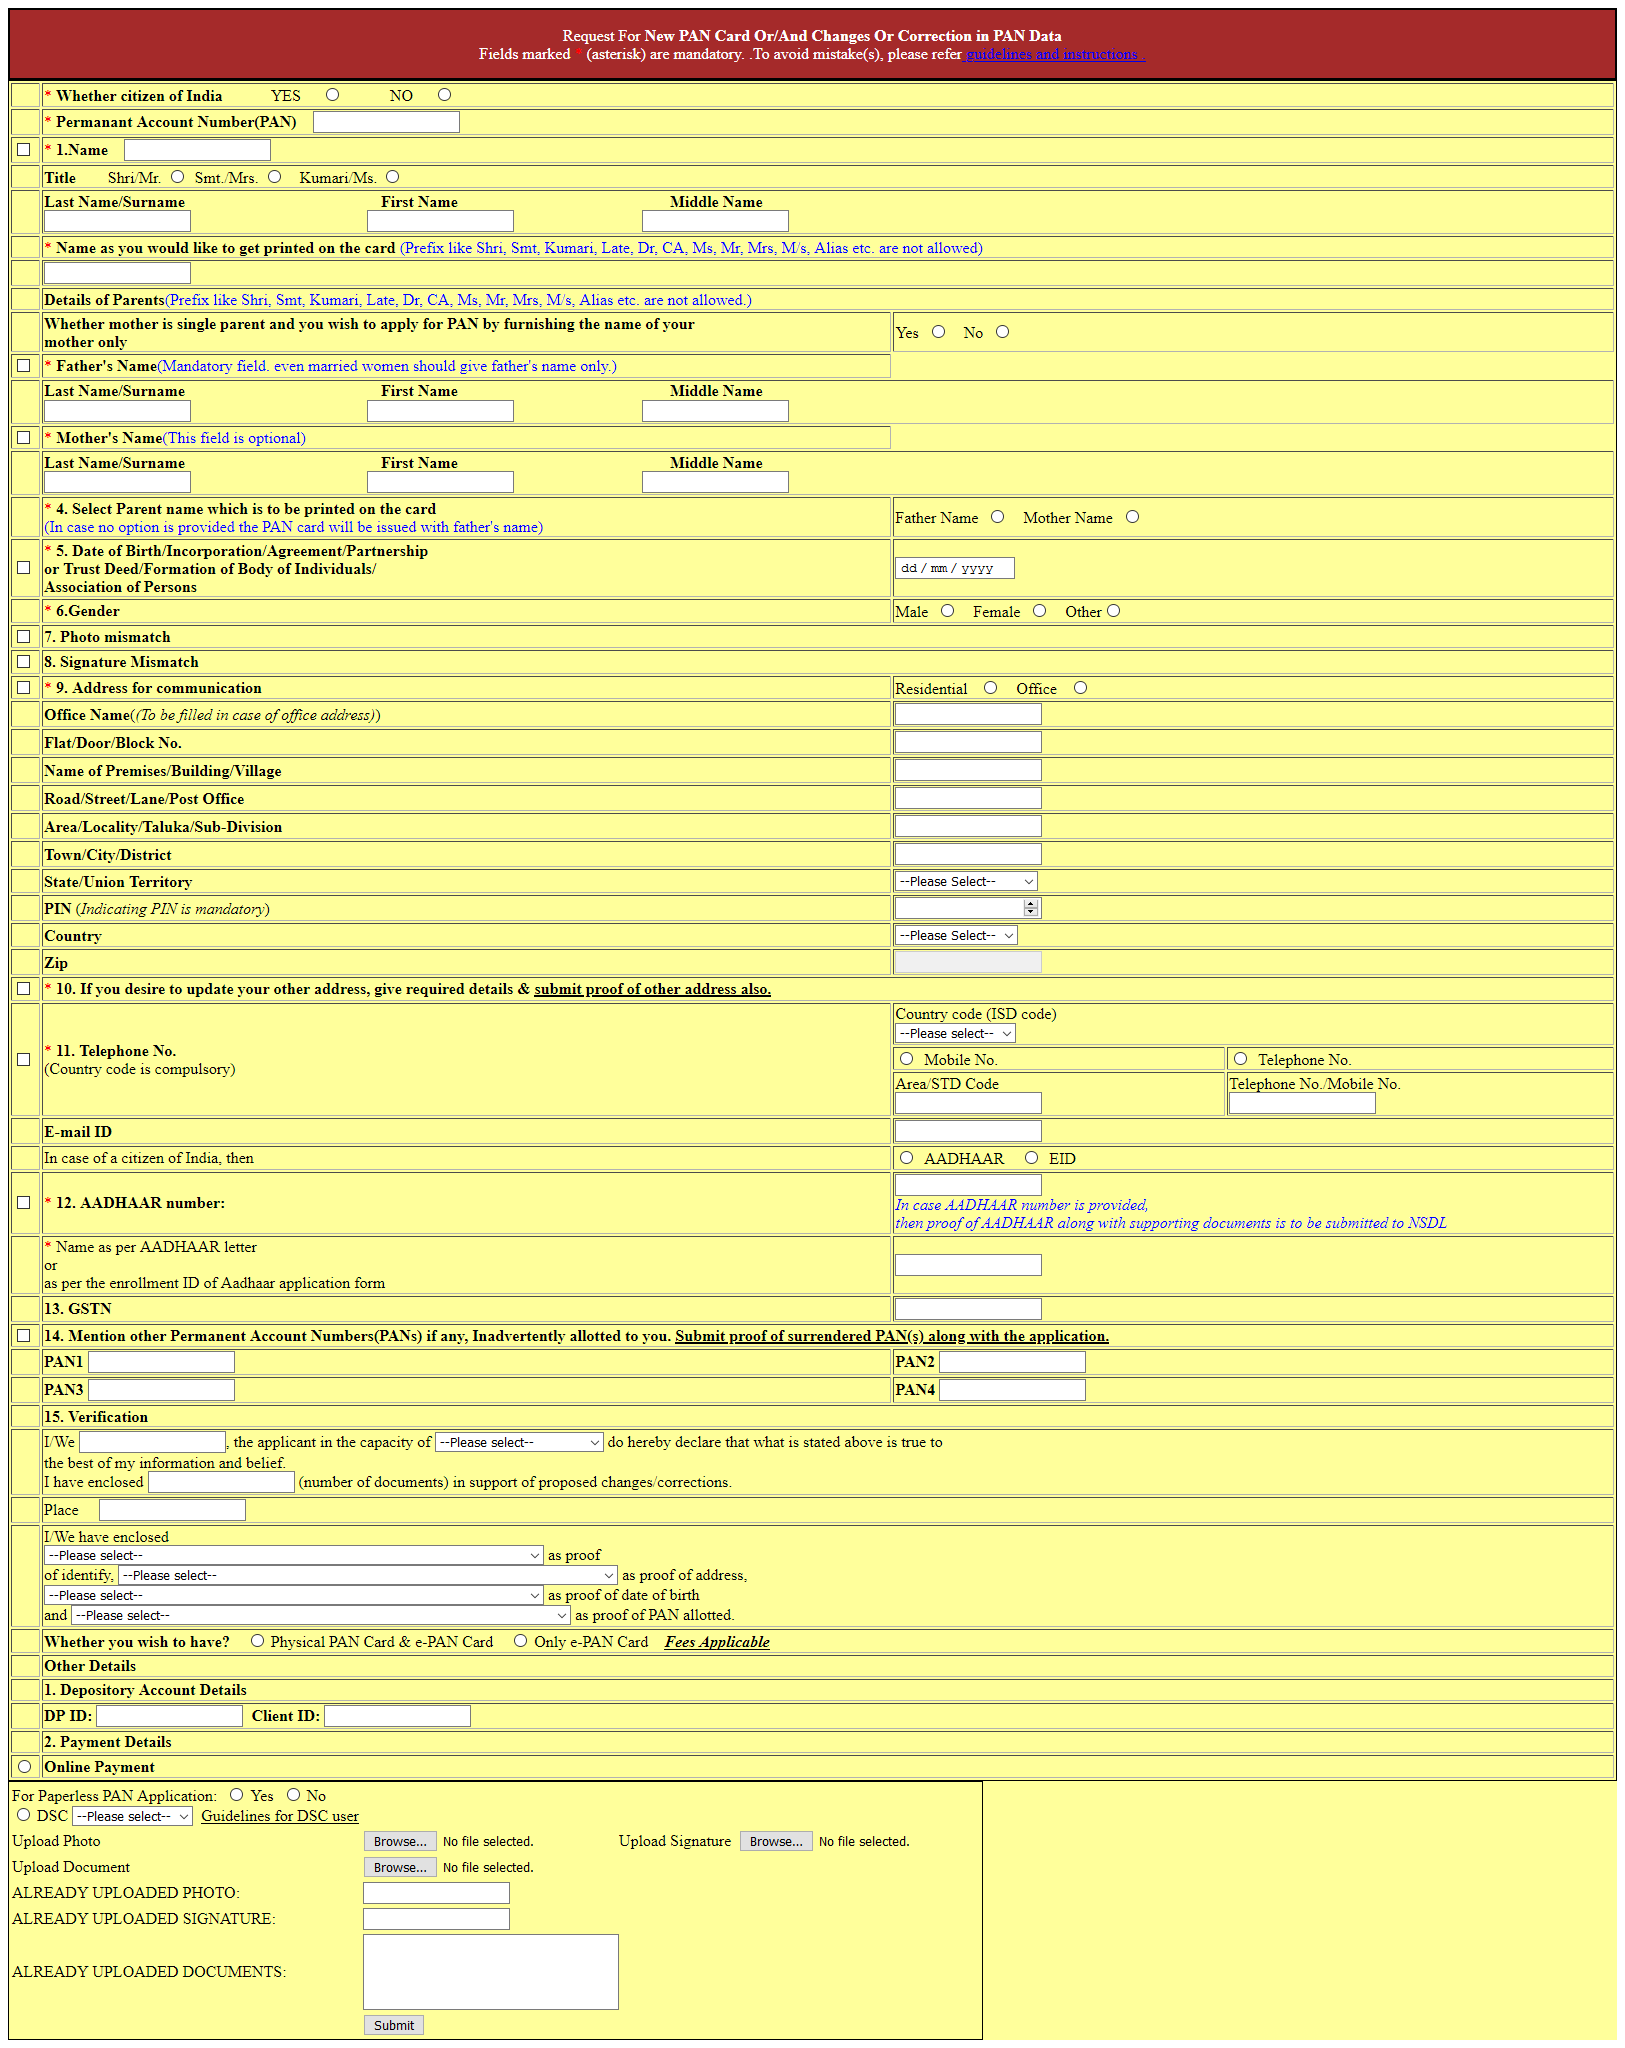 Request For New PAN Card Or/And Changes Or Correction in PAN Data
Fields marked * (asterisk) are mandatory. .To avoid mistake(s), please refer guidelines and instructions .
* Whether citizen of India YES NO
* Permanant Account Number(PAN)
* 1.Name
Title Shri/Mr. Smt./Mrs. Kumari/Ms.
Last Name/Surname First Name Middle Name
* Name as you would like to get printed on the card (Prefix like Shri, Smt, Kumari, Late, Dr, CA, Ms, Mr, Mrs, M/s, Alias etc. are not allowed)
Details of Parents(Prefix like Shri, Smt, Kumari, Late, Dr, CA, Ms, Mr, Mrs, M/s, Alias etc. are not allowed.)
Whether mother is single parent and you wish to apply for PAN by furnishing the name of your
mother only
Yes No
* Father's Name(Mandatory field. even married women should give father's name only.)
Last Name/Surname First Name Middle Name
* Mother's Name(This field is optional)
Last Name/Surname First Name Middle Name
* 4. Select Parent name which is to be printed on the card
(In case no option is provided the PAN card will be issued with father's name)
Father Name Mother Name
* 5. Date of Birth/Incorporation/Agreement/Partnership
or Trust Deed/Formation of Body of Individuals/
Association of Persons
dd / mm / yyyy
* 6.Gender Male Female Other
7. Photo mismatch
8. Signature Mismatch
* 9. Address for communication Residential Office
Office Name((To be filled in case of office address))
Flat/Door/Block No.
Name of Premises/Building/Village
Road/Street/Lane/Post Office
Area/Locality/Taluka/Sub-Division
Town/City/District
State/Union Territory --Please Select--
PIN (Indicating PIN is mandatory)
Country --Please Select--
Zip
* 10. If you desire to update your other address, give required details & submit proof of other address also.
* 11. Telephone No.
(Country code is compulsory)
Country code (ISD code)
--Please select--
Mobile No. Telephone No.
Area/STD Code Telephone No./Mobile No.
E-mail ID
In case of a citizen of India, then AADHAAR EID
* 12. AADHAAR number:
In case AADHAAR number is provided,
then proof of AADHAAR along with supporting documents is to be submitted to NSDL
* Name as per AADHAAR letter
or
as per the enrollment ID of Aadhaar application form
13. GSTN
14. Mention other Permanent Account Numbers(PANs) if any, Inadvertently allotted to you. Submit proof of surrendered PAN(s) along with the application.
PAN1 PAN2
PAN3 PAN4
15. Verification
I/We , the applicant in the capacity of --Please select-- do hereby declare that what is stated above is true to
the best of my information and belief.
I have enclosed (number of documents) in support of proposed changes/corrections.
Place
I/We have enclosed
--Please select-- as proof
of identify, --Please select-- as proof of address,
--Please select-- as proof of date of birth
and --Please select-- as proof of PAN allotted.
Whether you wish to have? Physical PAN Card & e-PAN Card Only e-PAN Card Fees Applicable
Other Details
1. Depository Account Details
DP ID: Client ID:
2. Payment Details
Online Payment
For Paperless PAN Application: Yes No
DSC --Please select-- Guidelines for DSC user
Upload Photo Browse... No file selected. Upload Signature Browse... No file selected.
Upload Document Browse... No file selected.
ALREADY UPLOADED PHOTO:
ALREADY UPLOADED SIGNATURE:
ALREADY UPLOADED DOCUMENTS:
Submit